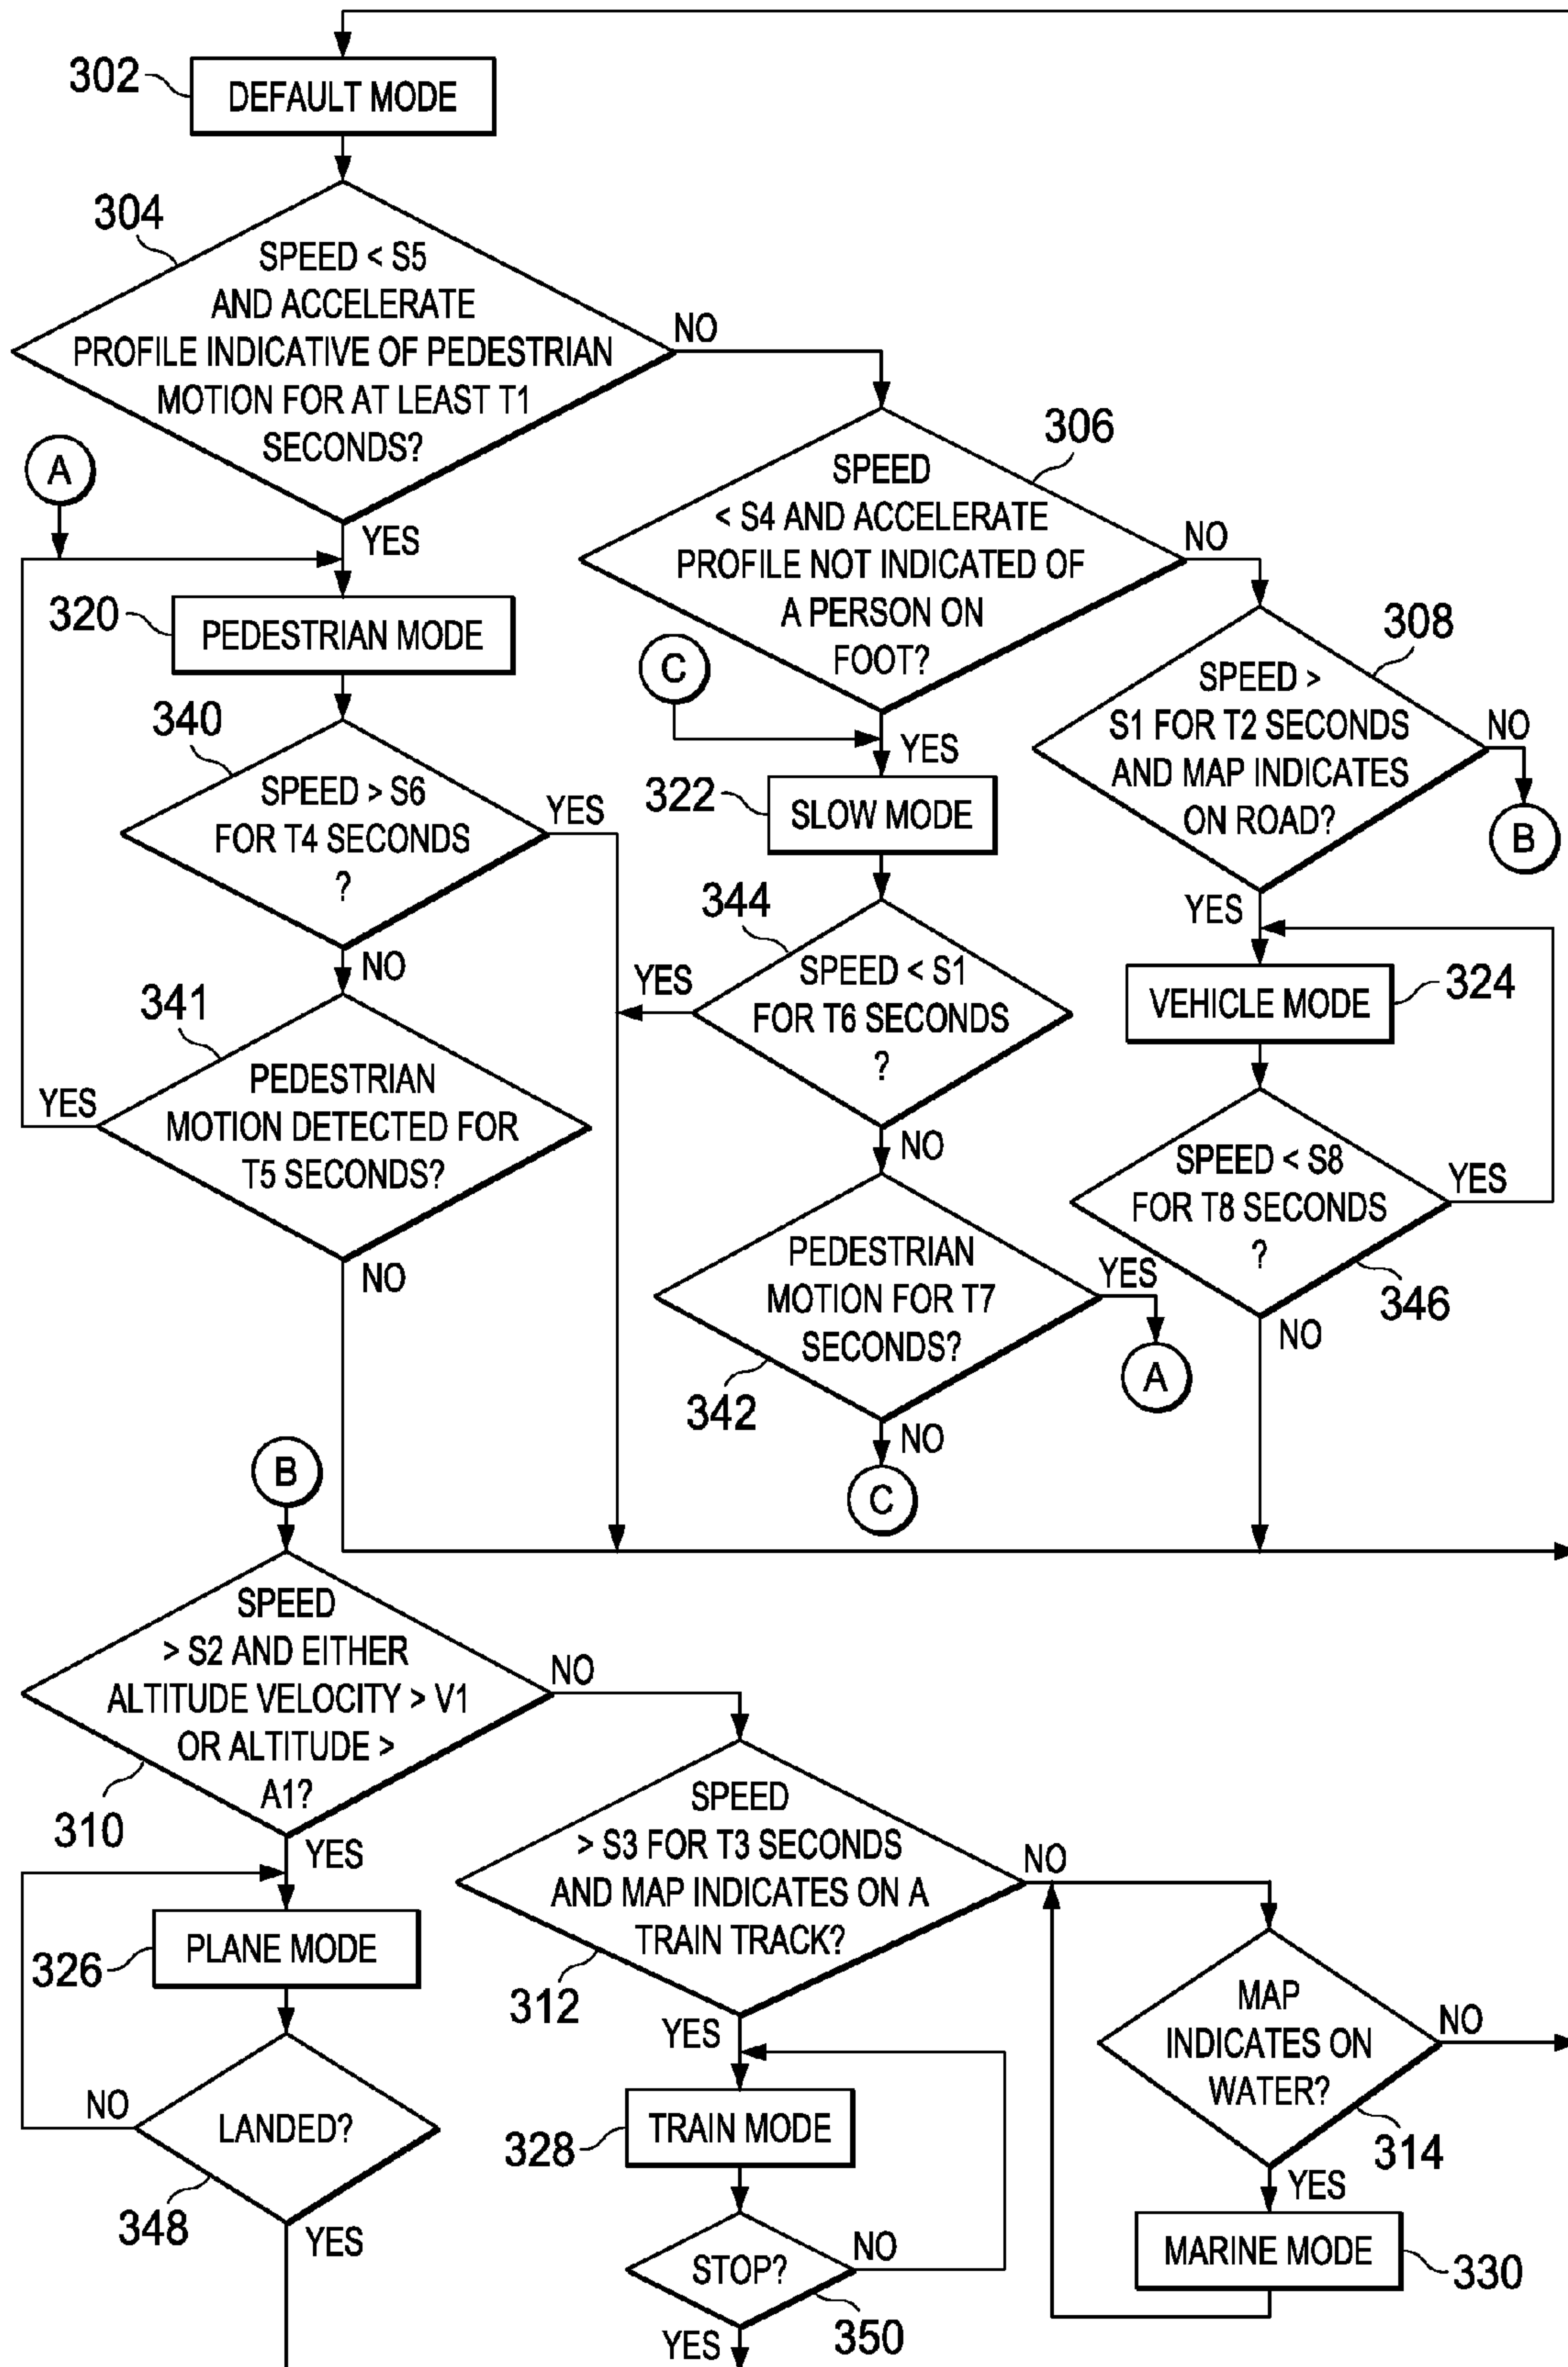 302
DEFAULT MODE
304
SPEED < S5
AND ACCELERATE
PROFILE INDICATIVE OF PEDESTRIAN
MOTION FOR AT LEAST T1
SECONDS?
NO
YES
A
306
SPEED
< S4 AND ACCELERATE
PROFILE NOT INDICATED OF
A PERSON ON
FOOT?
NO
YES
C
308
SPEED >
S1 FOR T2 SECONDS
AND MAP INDICATES
ON ROAD?
NO
B
YES
320
PEDESTRIAN MODE
340
SPEED > S6
FOR T4 SECONDS
?
YES
NO
341
PEDESTRIAN
MOTION DETECTED FOR
T5 SECONDS?
YES
NO
322
SLOW MODE
344
SPEED < S1
FOR T6 SECONDS
?
YES
NO
PEDESTRIAN
MOTION FOR T7
SECONDS?
342
YES
A
NO
C
VEHICLE MODE
324
SPEED < S8
FOR T8 SECONDS
?
346
YES
NO
B
SPEED
> S2 AND EITHER
ALTITUDE VELOCITY > V1
OR ALTITUDE >
A1?
310
NO
YES
326
PLANE MODE
LANDED?
348
NO
YES
SPEED
> S3 FOR T3 SECONDS
AND MAP INDICATES ON A
TRAIN TRACK?
312
NO
YES
328
TRAIN MODE
STOP?
350
NO
YES
MAP
INDICATES ON
WATER?
314
NO
YES
MARINE MODE
330